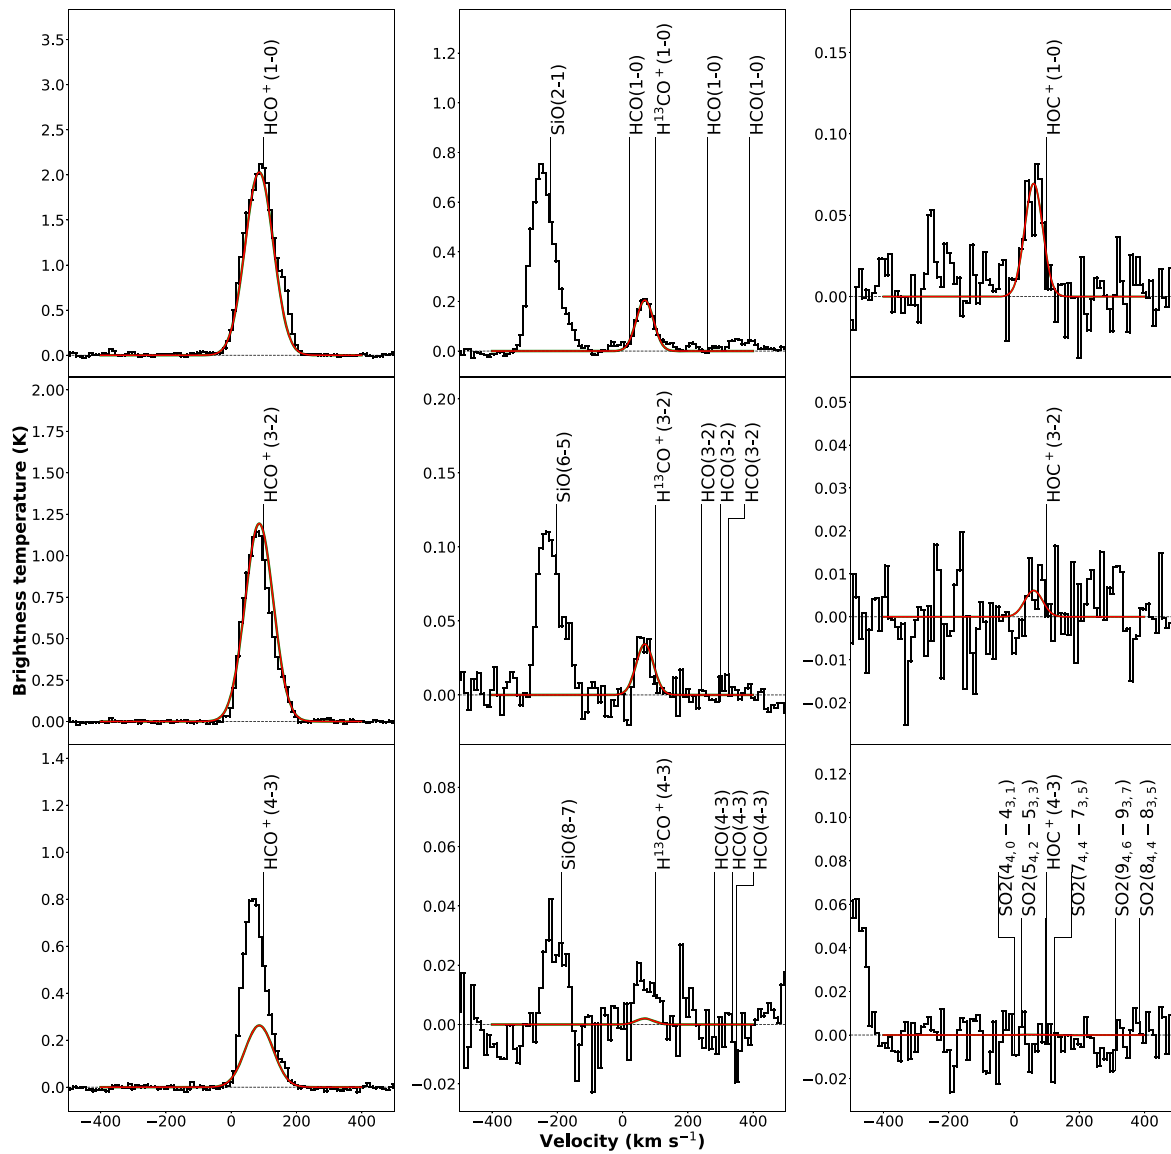 Brightness temperature (K)
3.5
3.0
2.5
2.0
1.5
1.0
0.5
0.0
HCO⁺(1-0)
1.2
1.0
0.8
0.6
0.4
0.2
0.0
SiO(2-1)
HCO(1-0)
H¹³CO⁺(1-0)
HCO(1-0)
HCO(1-0)
0.15
0.10
0.05
0.00
HOC⁺(1-0)
2.00
1.75
1.50
1.25
1.00
0.75
0.50
0.25
0.00
HCO⁺(3-2)
0.20
0.15
0.10
0.05
0.00
SiO(6-5)
H¹³CO⁺(3-2)
HCO(3-2)
HCO(3-2)
HCO(3-2)
0.05
0.04
0.03
0.02
0.01
0.00
−0.01
−0.02
HOC⁺(3-2)
1.4
1.2
1.0
0.8
0.6
0.4
0.2
0.0
HCO⁺(4-3)
−400 −200 0 200 400
0.08
0.06
0.04
0.02
0.00
−0.02
SiO(8-7)
H¹³CO⁺(4-3)
HCO(4-3)
HCO(4-3)
HCO(4-3)
−400 −200 0 200 400
0.12
0.10
0.08
0.06
0.04
0.02
0.00
−0.02
SO2(4₄,₀ − 4₃,₁)
SO2(5₄,₂ − 5₃,₃)
HOC⁺(4-3)
SO2(7₄,₄ − 7₃,₅)
SO2(9₄,₆ − 9₃,₇)
SO2(8₄,₄ − 8₃,₅)
−400 −200 0 200 400
Velocity (km s⁻¹)